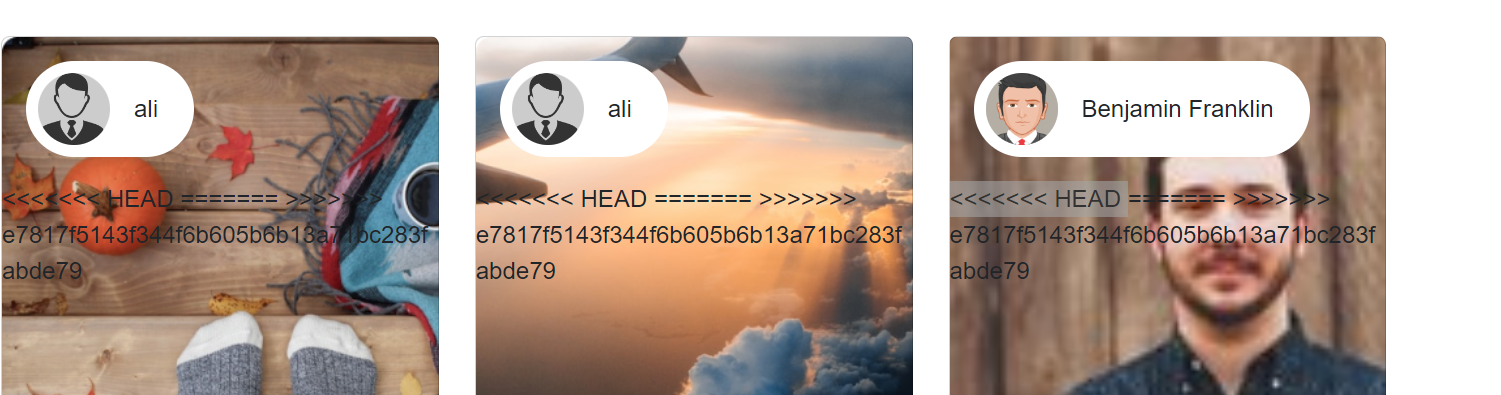 ali
<<<<<<< HEAD ======= >>>>>>>
e7817f5143f344f6b605b6b13a71bc283f
abde79
ali
<<<<<<< HEAD ======= >>>>>>>
e7817f5143f344f6b605b6b13a71bc283f
abde79
Benjamin Franklin
<<<<<<< HEAD ======= >>>>>>>
e7817f5143f344f6b605b6b13a71bc283f
abde79